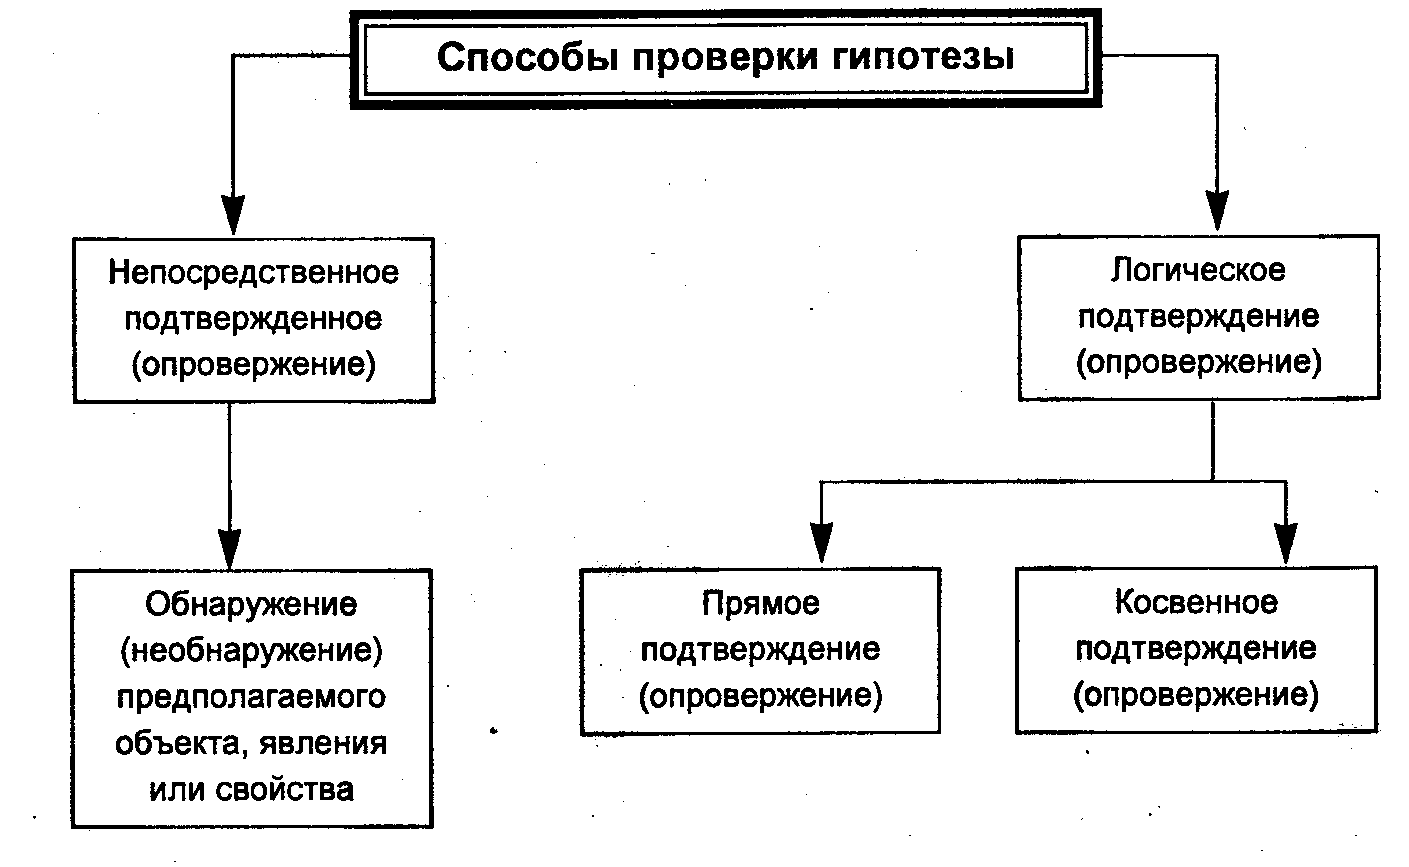 Способы проверки гипотезы
Непосредственное
подтвержденное
(опровержение)
Логическое
подтверждение
(опровержение)
Обнаружение
(необнаружение)
предполагаемого
объекта, явления
или свойства
Прямое
подтверждение
(опровержение)
Косвенное
подтверждение
(опровержение)